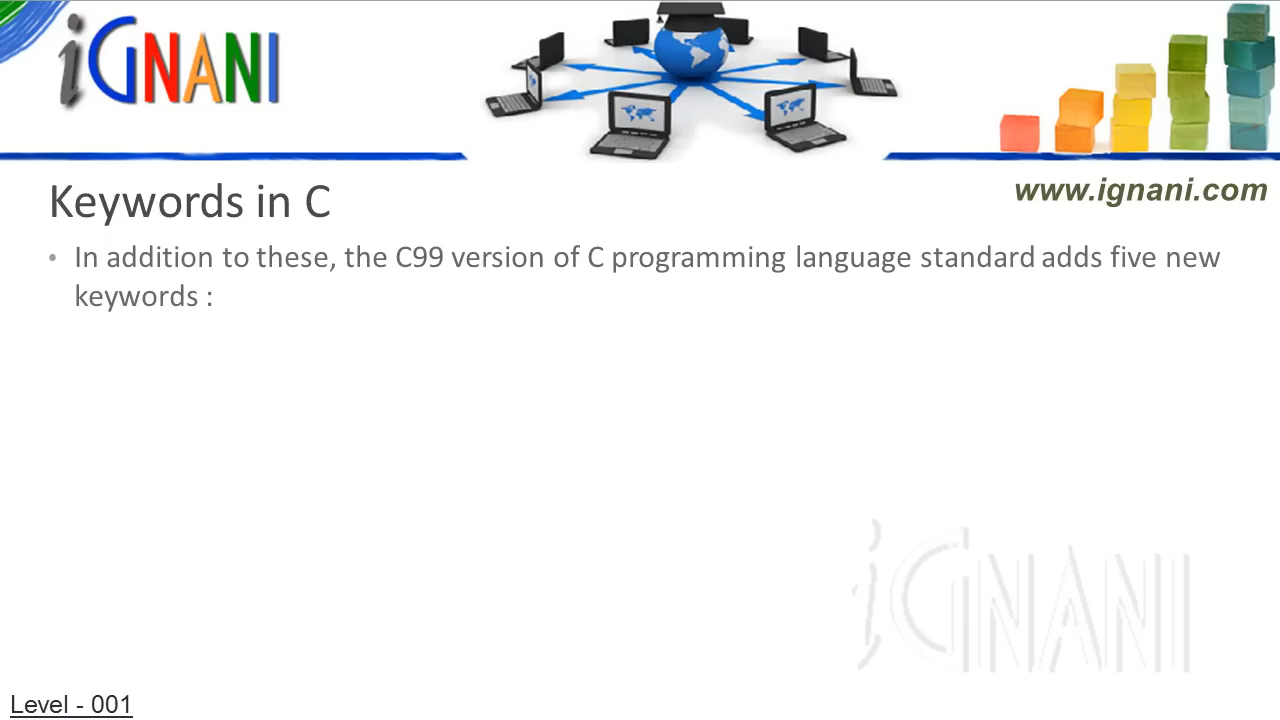 iGNANI
www.ignani.com
Keywords in C
• In addition to these, the C99 version of C programming language standard adds five new
keywords :
iGNANI
Level - 001